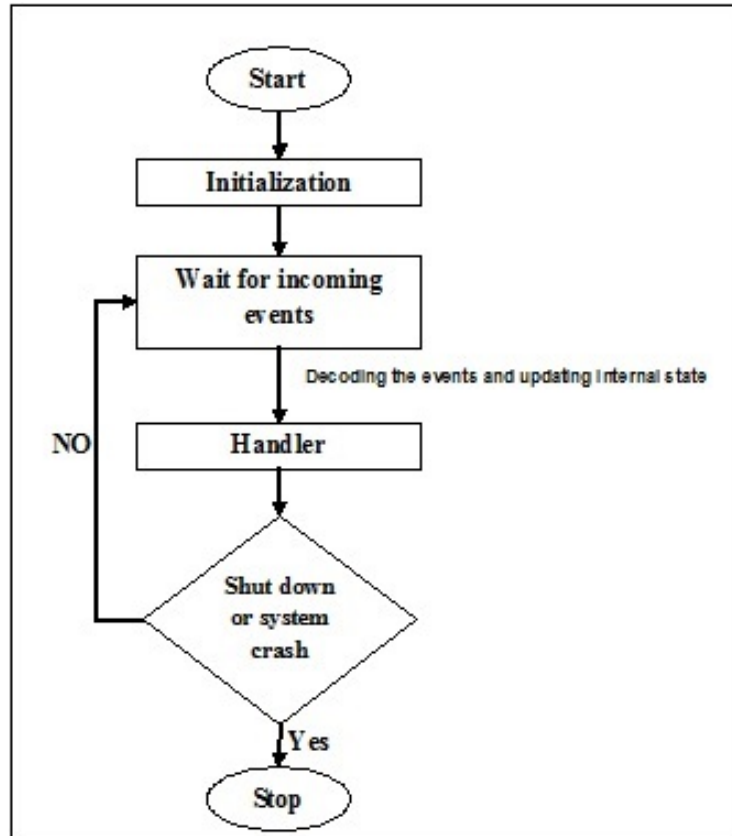 Start
Initialization
Wait for incoming
events
Decoding the events and updating internal state
NO
Handler
Shut down
or system
crash
Yes
Stop